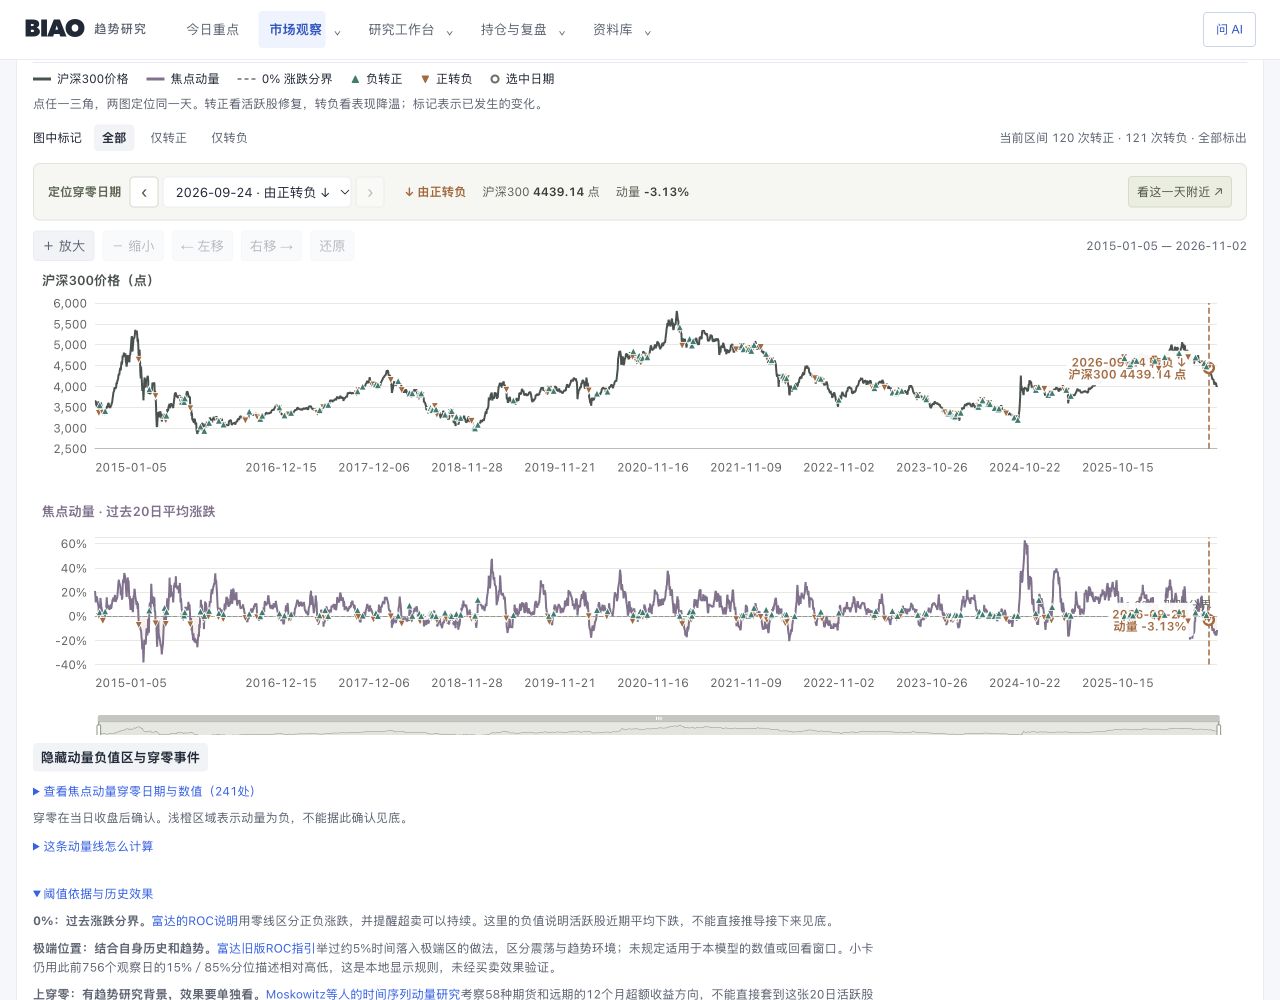 BIAO 趋势研究 今日重点 市场观察 研究工作台 持仓与复盘 资料库 问 AI
沪深300价格 焦点动量 0% 涨跌分界 负转正 正转负 选中日期
点任一三角，两图定位同一天。转正看活跃股修复，转负看表现降温；标记表示已发生的变化。
图中标记 全部 仅转正 仅转负 当前区间 120 次转正 · 121 次转负 · 全部标出
定位穿零日期 ‹ 2026-09-24 · 由正转负 ↓ › ↓ 由正转负 沪深300 4439.14 点 动量 -3.13% 看这一天附近 ↗
+ 放大 − 缩小 ← 左移 右移 → 还原 2015-01-05 — 2026-11-02
沪深300价格（点）
6,000
5,500
5,000
4,500
4,000
3,500
3,000
2,500
沪深300 4439.14 点
2015-01-05 2016-12-15 2017-12-06 2018-11-28 2019-11-21 2020-11-16 2021-11-09 2022-11-02 2023-10-26 2024-10-22 2025-10-15
焦点动量 · 过去20日平均涨跌
60%
40%
20%
0%
-20%
-40%
动量 -3.13%
2015-01-05 2016-12-15 2017-12-06 2018-11-28 2019-11-21 2020-11-16 2021-11-09 2022-11-02 2023-10-26 2024-10-22 2025-10-15
隐藏动量负值区与穿零事件
▶ 查看焦点动量穿零日期与数值（241处）
穿零在当日收盘后确认。浅橙区域表示动量为负，不能据此确认见底。
▶ 这条动量线怎么计算
▼ 阈值依据与历史效果
0%：过去涨跌分界。富达的ROC说明用零线区分正负涨跌，并提醒超卖可以持续。这里的负值说明活跃股近期平均下跌，不能直接推导接下来见底。
极端位置：结合自身历史和趋势。富达旧版ROC指引举过约5%时间落入极端区的做法，区分震荡与趋势环境；未规定适用于本模型的数值或回看窗口。小卡
仍用此前756个观察日的15% / 85%分位描述相对高低，这是本地显示规则，未经买卖效果验证。
上穿零：有趋势研究背景，效果要单独看。Moskowitz等人的时间序列动量研究考察58种期货和远期的12个月超额收益方向，不能直接套到这张20日活跃股